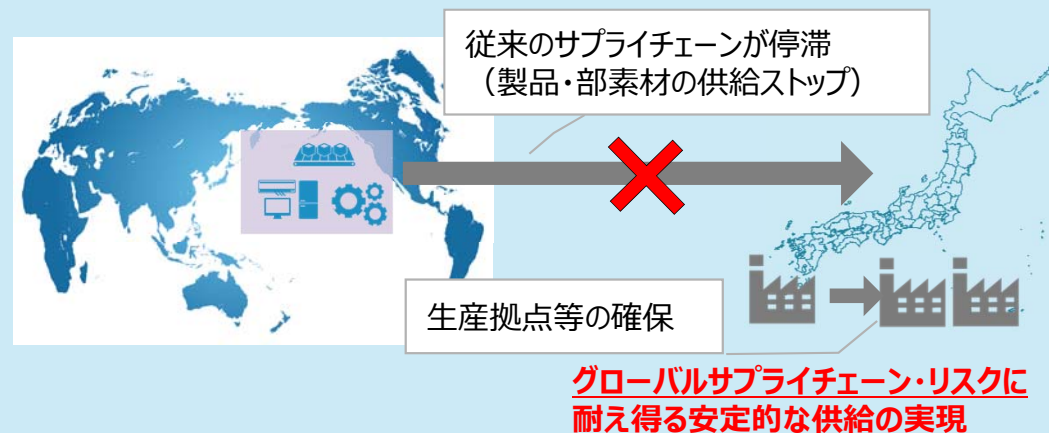 従来のサプライチェーンが停滞
（製品・部素材の供給ストップ）
生産拠点等の確保
グローバルサプライチェーン・リスクに
耐え得る安定的な供給の実現